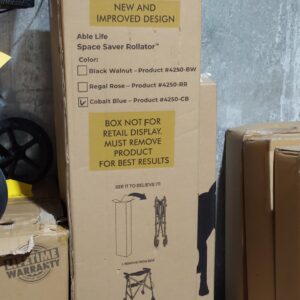 NEW AND
IMPROVED DESIGN
Able Life
Space Saver Rollator™
Color:
Black Walnut – Product #4250-BW
Regal Rose – Product #4250-RR
Cobalt Blue – Product #4250-CB
BOX NOT FOR
RETAIL DISPLAY.
MUST REMOVE
PRODUCT
FOR BEST RESULTS
SEE IT TO BELIEVE IT!
LIFETIME
WARRANTY